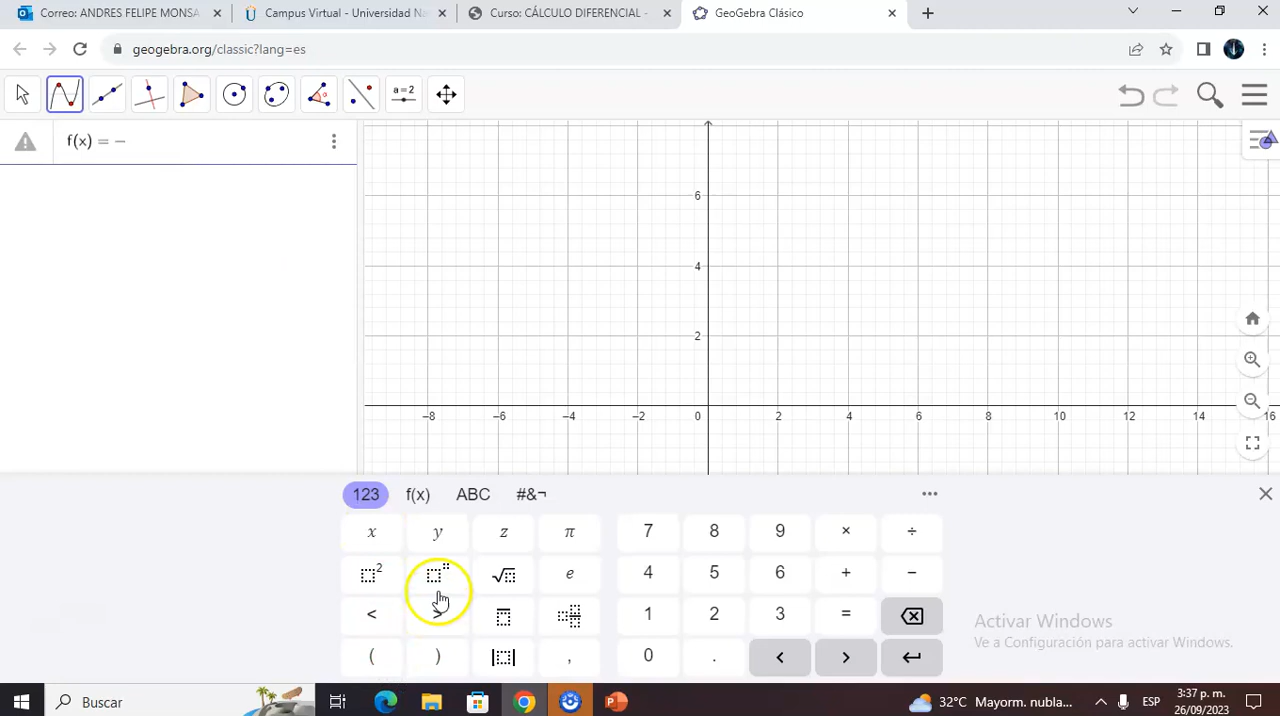 Correo: ANDRES FELIPE MONSA
Campus Virtual - Universidad Na
Curso: CÁLCULO DIFERENCIAL -
GeoGebra Clásico
geogebra.org/classic?lang=es
a=2
f(x) = −
6
4
2
−8 −6 −4 −2 0 2 4 6 8 10 12 14 16
123 f(x) ABC #&¬
x y z π 7 8 9 × ÷
2 √ e 4 5 6 + −
< > 1 2 3 =
( ) , 0 . < >
Activar Windows
Ve a Configuración para activar Windows.
Buscar
32°C Mayorm. nubla...
ESP
3:37 p. m.
26/09/2023